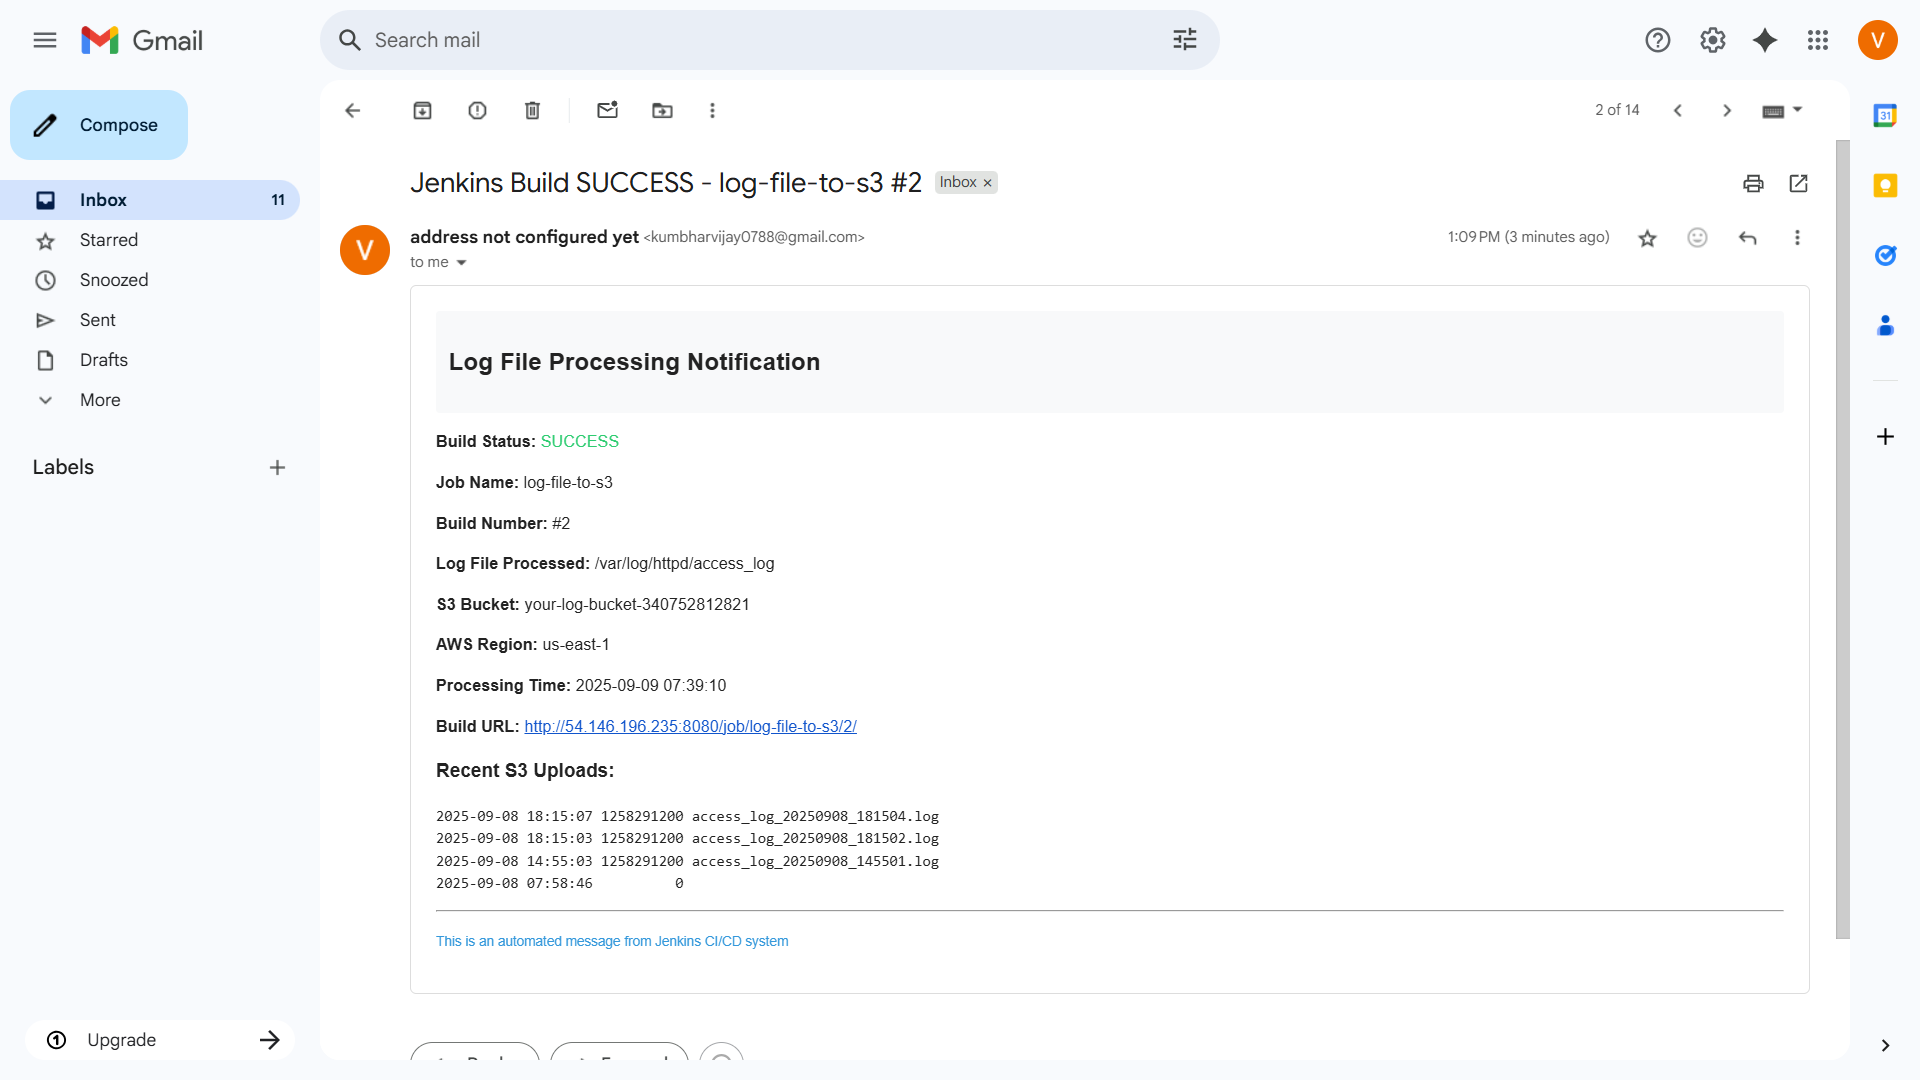 Gmail
Search mail
V
Compose
Inbox 11
Starred
Snoozed
Sent
Drafts
More
Labels
Upgrade
2 of 14
Jenkins Build SUCCESS - log-file-to-s3 #2 Inbox ×
V
address not configured yet <kumbharvijay0788@gmail.com>
1:09 PM (3 minutes ago)
to me
Log File Processing Notification
Build Status: SUCCESS
Job Name: log-file-to-s3
Build Number: #2
Log File Processed: /var/log/httpd/access_log
S3 Bucket: your-log-bucket-340752812821
AWS Region: us-east-1
Processing Time: 2025-09-09 07:39:10
Build URL: http://54.146.196.235:8080/job/log-file-to-s3/2/
Recent S3 Uploads:
2025-09-08 18:15:07 1258291200 access_log_20250908_181504.log
2025-09-08 18:15:03 1258291200 access_log_20250908_181502.log
2025-09-08 14:55:03 1258291200 access_log_20250908_145501.log
2025-09-08 07:58:46          0
This is an automated message from Jenkins CI/CD system
31